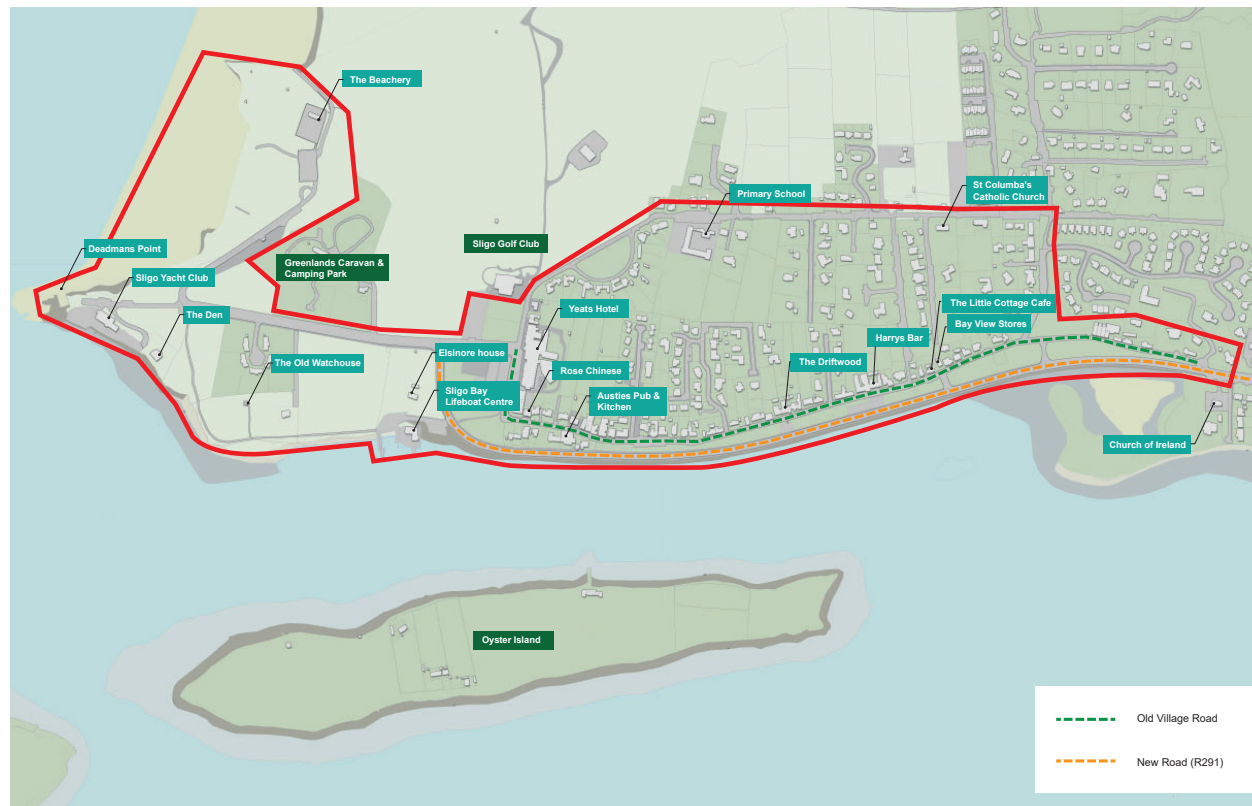 The Beachery
Primary School
St Columba's
Catholic Church
Deadmans Point
Sligo Golf Club
Greenlands Caravan &
Camping Park
Sligo Yacht Club
The Den
Yeats Hotel
The Little Cottage Cafe
Bay View Stores
Harrys Bar
Elsinore house
The Old Watchouse
Rose Chinese
The Driftwood
Sligo Bay
Lifeboat Centre
Austies Pub &
Kitchen
Church of Ireland
Oyster Island
Old Village Road
New Road (R291)